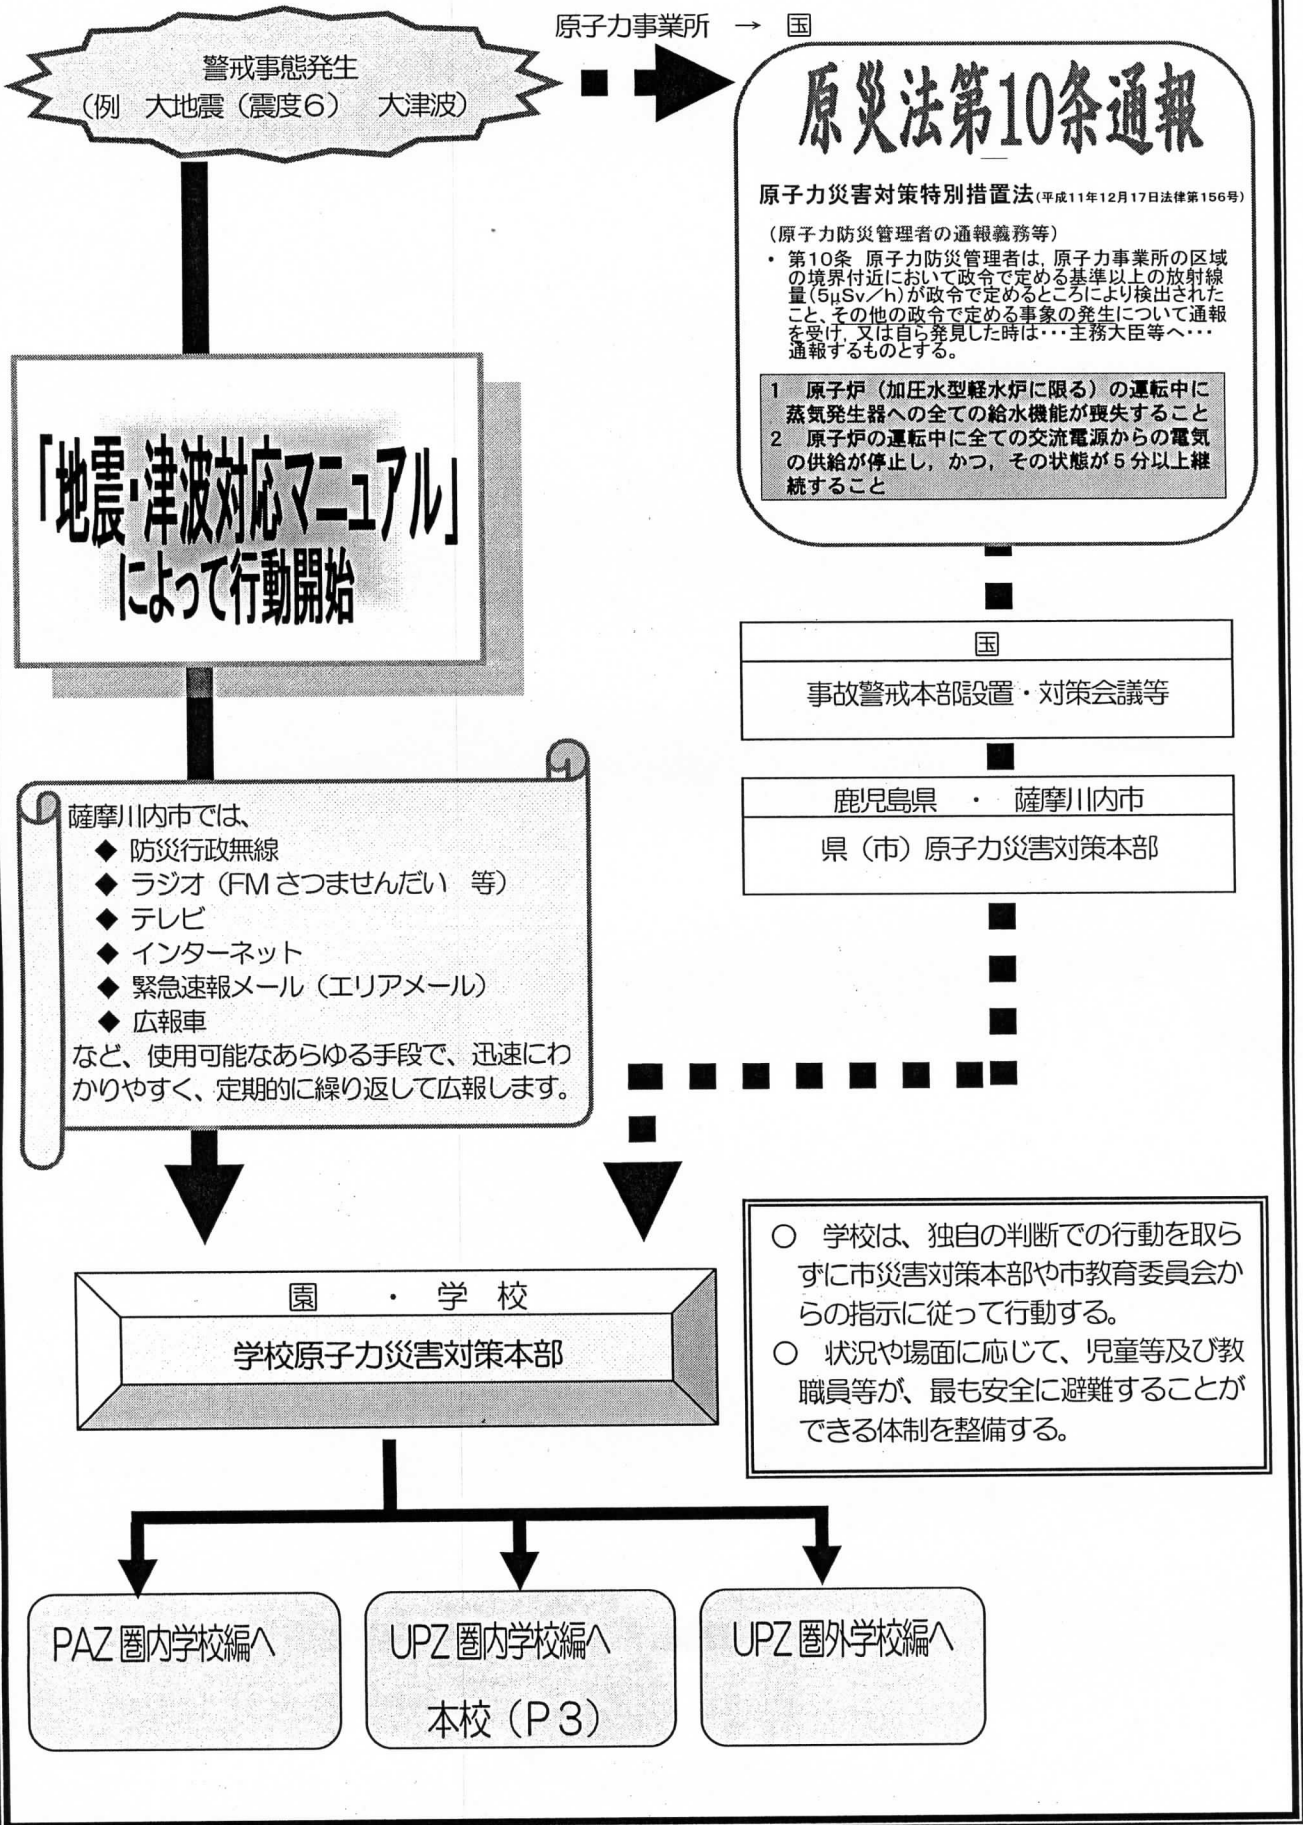 原子力事業所　→　国
警戒事態発生
（例　大地震（震度６）　大津波）
原災法第10条通報
原子力災害対策特別措置法（平成11年12月17日法律第156号）
（原子力防災管理者の通報義務等）
・ 第10条 原子力防災管理者は，原子力事業所の区域
の境界付近において政令で定める基準以上の放射線
量（5μSv／h）が政令で定めるところにより検出された
こと、その他の政令で定める事象の発生について通報
を受け，又は自ら発見した時は・・・主務大臣等へ・・・
通報するものとする。
1　原子炉（加圧水型軽水炉に限る）の運転中に
蒸気発生器への全ての給水機能が喪失すること
2　原子炉の運転中に全ての交流電源からの電気
の供給が停止し，かつ，その状態が５分以上継
続すること
「地震・津波対応マニュアル」
によって行動開始
国
事故警戒本部設置・対策会議等
鹿児島県　・　薩摩川内市
県（市）原子力災害対策本部
薩摩川内市では、
◆ 防災行政無線
◆ ラジオ（FM さつませんだい　等）
◆ テレビ
◆ インターネット
◆ 緊急速報メール（エリアメール）
◆ 広報車
など、使用可能なあらゆる手段で、迅速にわ
かりやすく、定期的に繰り返して広報します。
園　・　学　校
学校原子力災害対策本部
○　学校は、独自の判断での行動を取ら
ずに市災害対策本部や市教育委員会か
らの指示に従って行動する。
○　状況や場面に応じて、児童等及び教
職員等が、最も安全に避難することが
できる体制を整備する。
PAZ 圏内学校編へ
UPZ 圏内学校編へ
本校（P３）
UPZ 圏外学校編へ